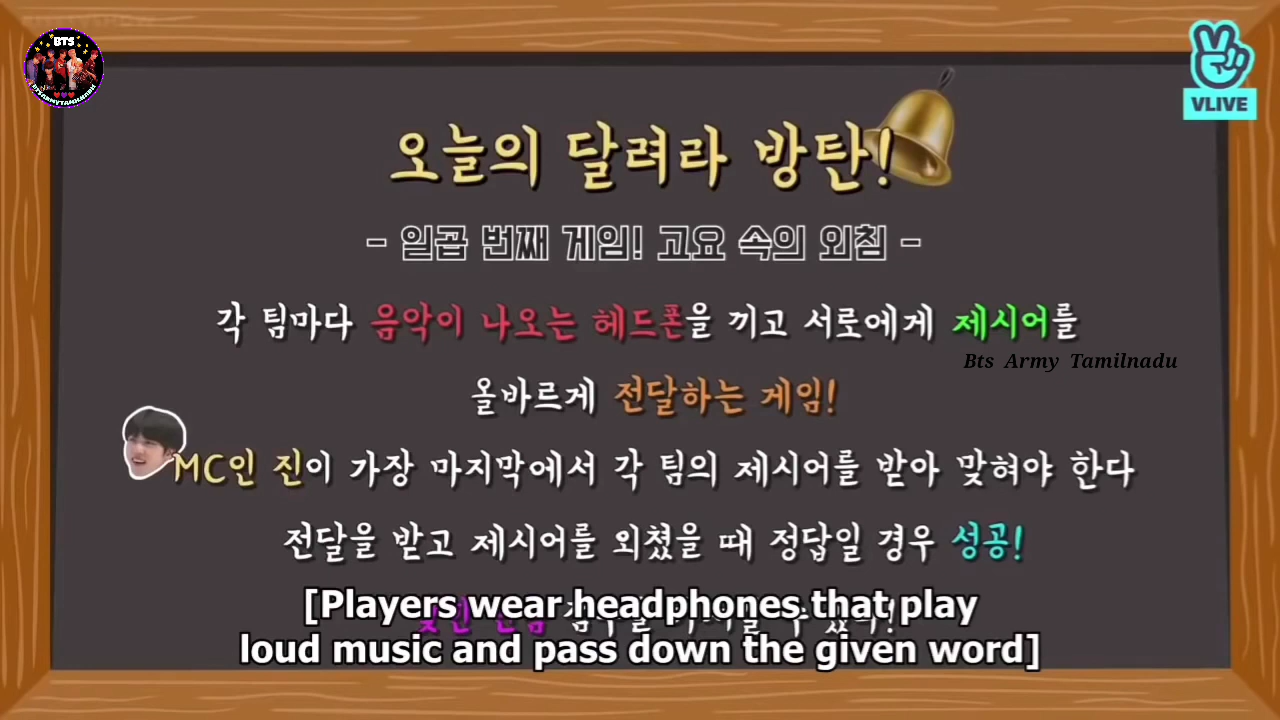 BTS
BTSARMYTAMILNADU
VLIVE
오늘의 달려라 방탄!
- 일곱 번째 게임! 고요 속의 외침 -
각 팀마다 음악이 나오는 헤드폰을 끼고 서로에게 제시어를
Bts Army Tamilnadu
올바르게 전달하는 게임!
MC인 진이 가장 마지막에서 각 팀의 제시어를 받아 맞혀야 한다
전달을 받고 제시어를 외쳤을 때 정답일 경우 성공!
[Players wear headphones that play
loud music and pass down the given word]